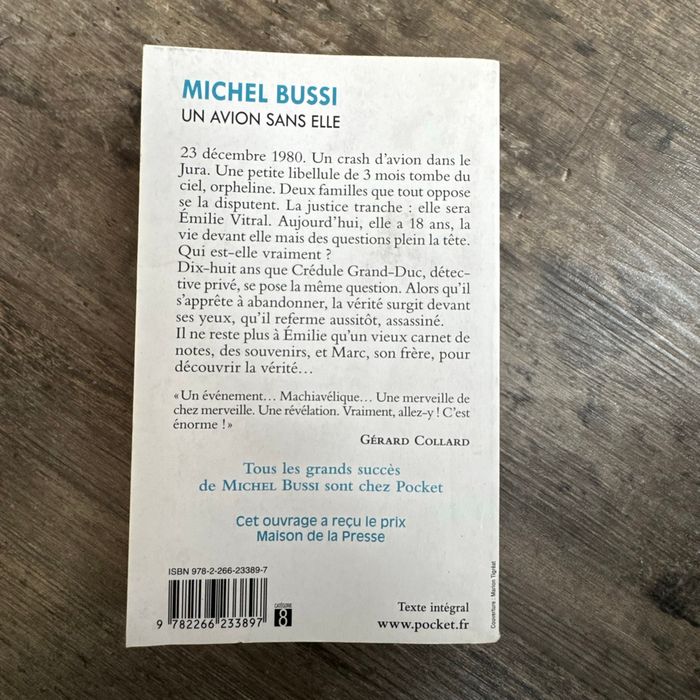 MICHEL BUSSI
UN AVION SANS ELLE
23 décembre 1980. Un crash d'avion dans le
Jura. Une petite libellule de 3 mois tombe du
ciel, orpheline. Deux familles que tout oppose
se la disputent. La justice tranche : elle sera
Émilie Vitral. Aujourd'hui, elle a 18 ans, la
vie devant elle mais des questions plein la tête.
Qui est-elle vraiment ?
Dix-huit ans que Crédule Grand-Duc, détec-
tive privé, se pose la même question. Alors qu'il
s'apprête à abandonner, la vérité surgit devant
ses yeux, qu'il referme aussitôt, assassiné.
Il ne reste plus à Émilie qu'un vieux carnet de
notes, des souvenirs, et Marc, son frère, pour
découvrir la vérité...
« Un événement... Machiavélique... Une merveille de
chez merveille. Une révélation. Vraiment, allez-y ! C'est
énorme ! »
GÉRARD COLLARD
Tous les grands succès
de MICHEL BUSSI sont chez Pocket
Cet ouvrage a reçu le prix
Maison de la Presse
ISBN 978-2-266-23389-7
9 782266 233897
CATÉGORIE
8
Texte intégral
www.pocket.fr
Couverture : Marion Tigréat